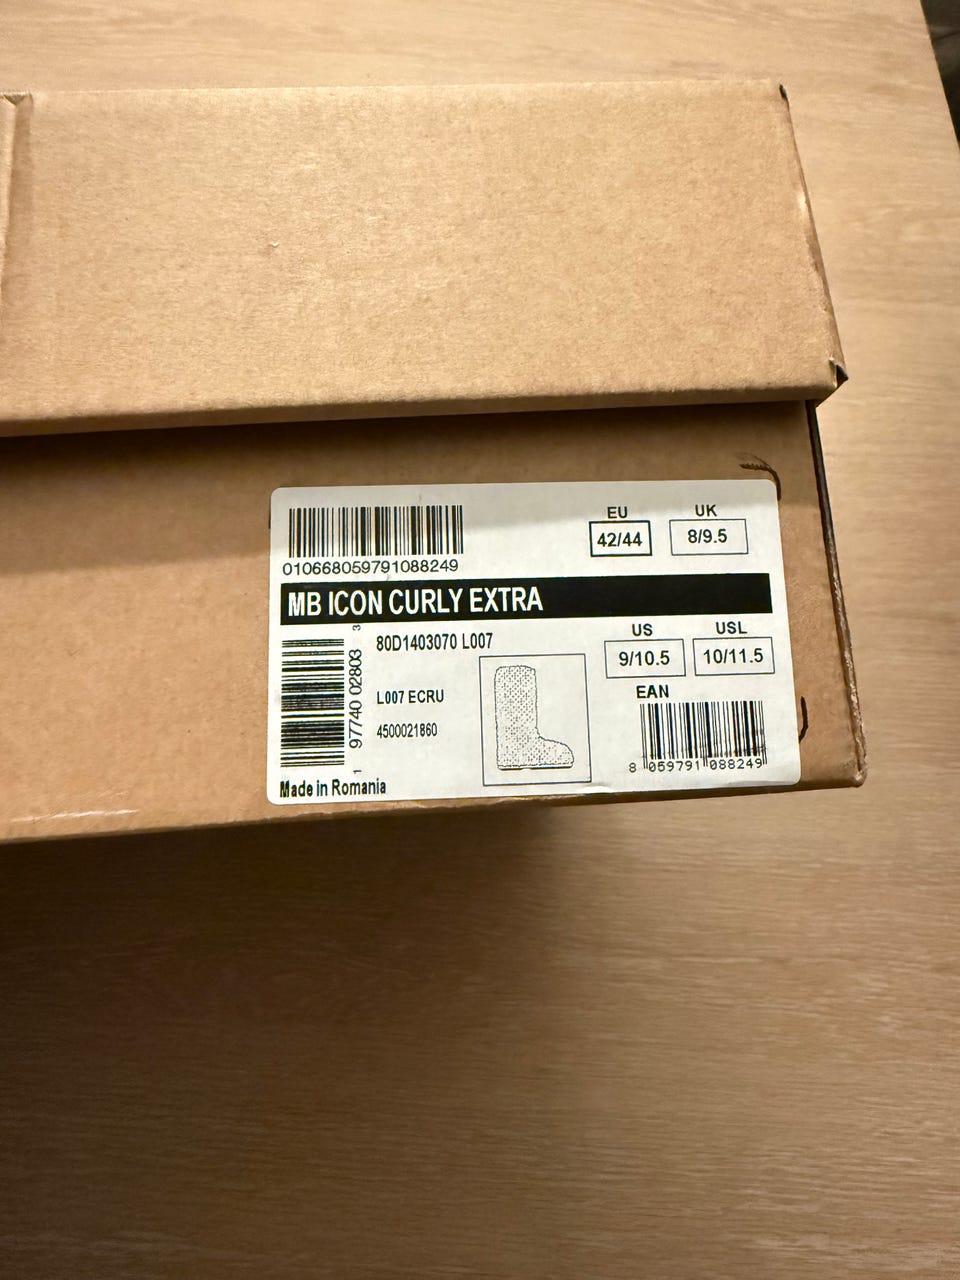 010668059791088249
EU
42/44
UK
8/9.5
MB ICON CURLY EXTRA
80D1403070 L007
L007 ECRU
4500021860
1 97740 02803 3
US
9/10.5
USL
10/11.5
EAN
8 059791 088249
Made in Romania